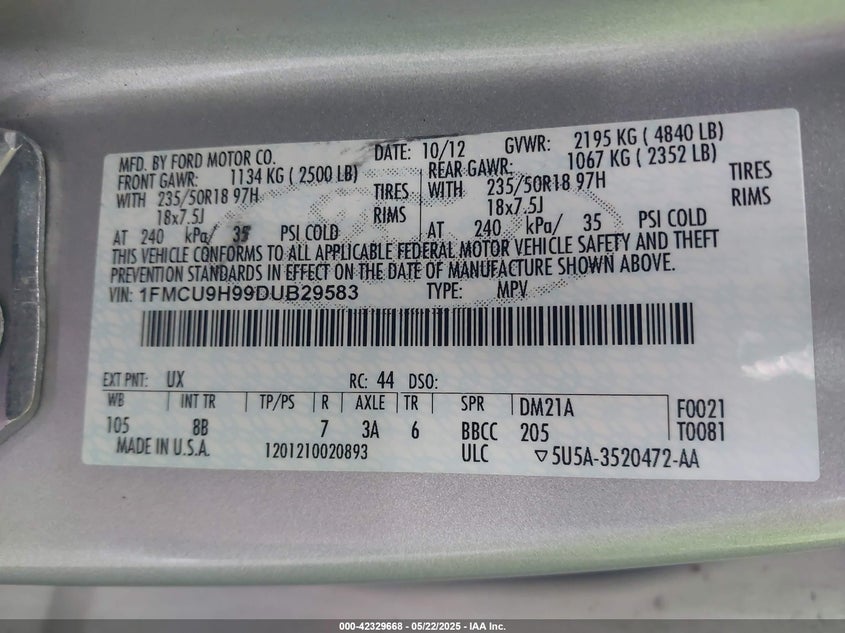 MFD. BY FORD MOTOR CO. DATE: 10/12 GVWR: 2195 KG ( 4840 LB)
FRONT GAWR: 1134 KG ( 2500 LB) REAR GAWR: 1067 KG ( 2352 LB)
WITH 235/50R18 97H TIRES WITH 235/50R18 97H TIRES
18x7.5J RIMS 18x7.5J RIMS
AT 240 kPa/ 35 PSI COLD AT 240 kPa/ 35 PSI COLD
THIS VEHICLE CONFORMS TO ALL APPLICABLE FEDERAL MOTOR VEHICLE SAFETY AND THEFT
PREVENTION STANDARDS IN EFFECT ON THE DATE OF MANUFACTURE SHOWN ABOVE.
VIN: 1FMCU9H99DUB29583 TYPE: MPV
EXT PNT: UX RC: 44 DSO:
WB INT TR TP/PS R AXLE TR SPR DM21A F0021
105 8B 7 3A 6 BBCC 205 T0081
MADE IN U.S.A. 1201210020893 ULC ▽5U5A-3520472-AA
000-42329668 - 05/22/2025 - IAA Inc.